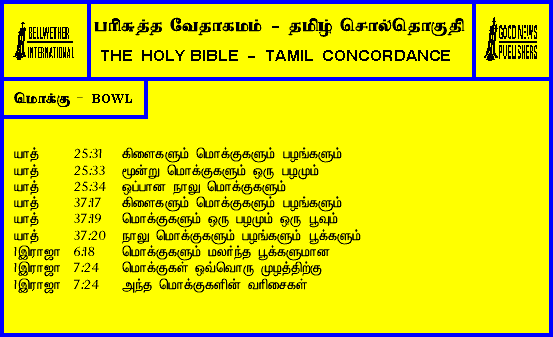 BELLWETHER
INTERNATIONAL
பரிசுத்த வேதாகமம் - தமிழ் சொல்தொகுதி
THE HOLY BIBLE - TAMIL CONCORDANCE
GOOD NEWS
PUBLISHERS
மொக்கு - BOWL
யாத் 25:31 கிளைகளும் மொக்குகளும் பழங்களும்
யாத் 25:33 மூன்று மொக்குகளும் ஒரு பழமும்
யாத் 25:34 ஒப்பான நாலு மொக்குகளும்
யாத் 37:17 கிளைகளும் மொக்குகளும் பழங்களும்
யாத் 37:19 மொக்குகளும் ஒரு பழமும் ஒரு பூவும்
யாத் 37:20 நாலு மொக்குகளும் பழங்களும் பூக்களும்
1இராஜா 6:18 மொக்குகளும் மலர்ந்த பூக்களுமான
1இராஜா 7:24 மொக்குகள் ஒவ்வொரு முழத்திற்கு
1இராஜா 7:24 அந்த மொக்குகளின் வரிசைகள்